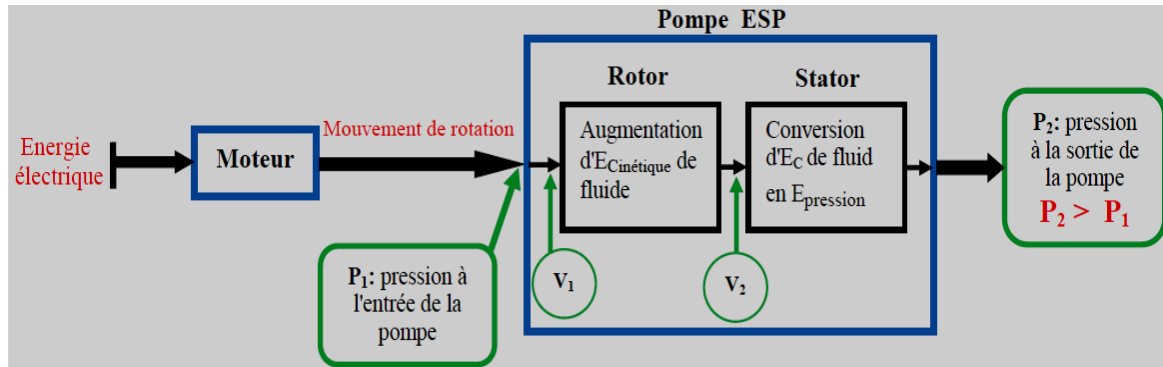 Pompe ESP
Rotor
Stator
Energie
électrique
Moteur
Mouvement de rotation
Augmentation
d'ECinétique de
fluide
Conversion
d'EC de fluid
en Epression
P2: pression
à la sortie de
la pompe
P2 > P1
P1: pression à
l'entrée de la
pompe
V1
V2